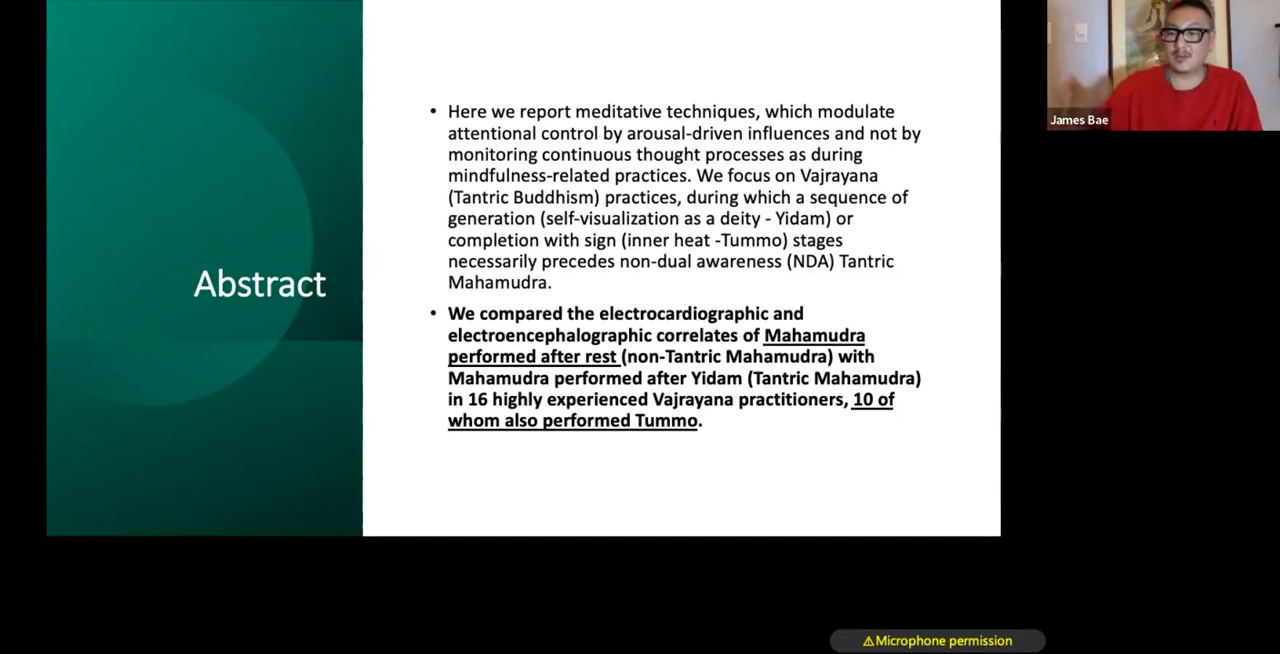 Abstract
• Here we report meditative techniques, which modulate
attentional control by arousal-driven influences and not by
monitoring continuous thought processes as during
mindfulness-related practices. We focus on Vajrayana
(Tantric Buddhism) practices, during which a sequence of
generation (self-visualization as a deity - Yidam) or
completion with sign (inner heat -Tummo) stages
necessarily precedes non-dual awareness (NDA) Tantric
Mahamudra.
• We compared the electrocardiographic and
electroencephalographic correlates of Mahamudra
performed after rest (non-Tantric Mahamudra) with
Mahamudra performed after Yidam (Tantric Mahamudra)
in 16 highly experienced Vajrayana practitioners, 10 of
whom also performed Tummo.
James Bae
⚠Microphone permission